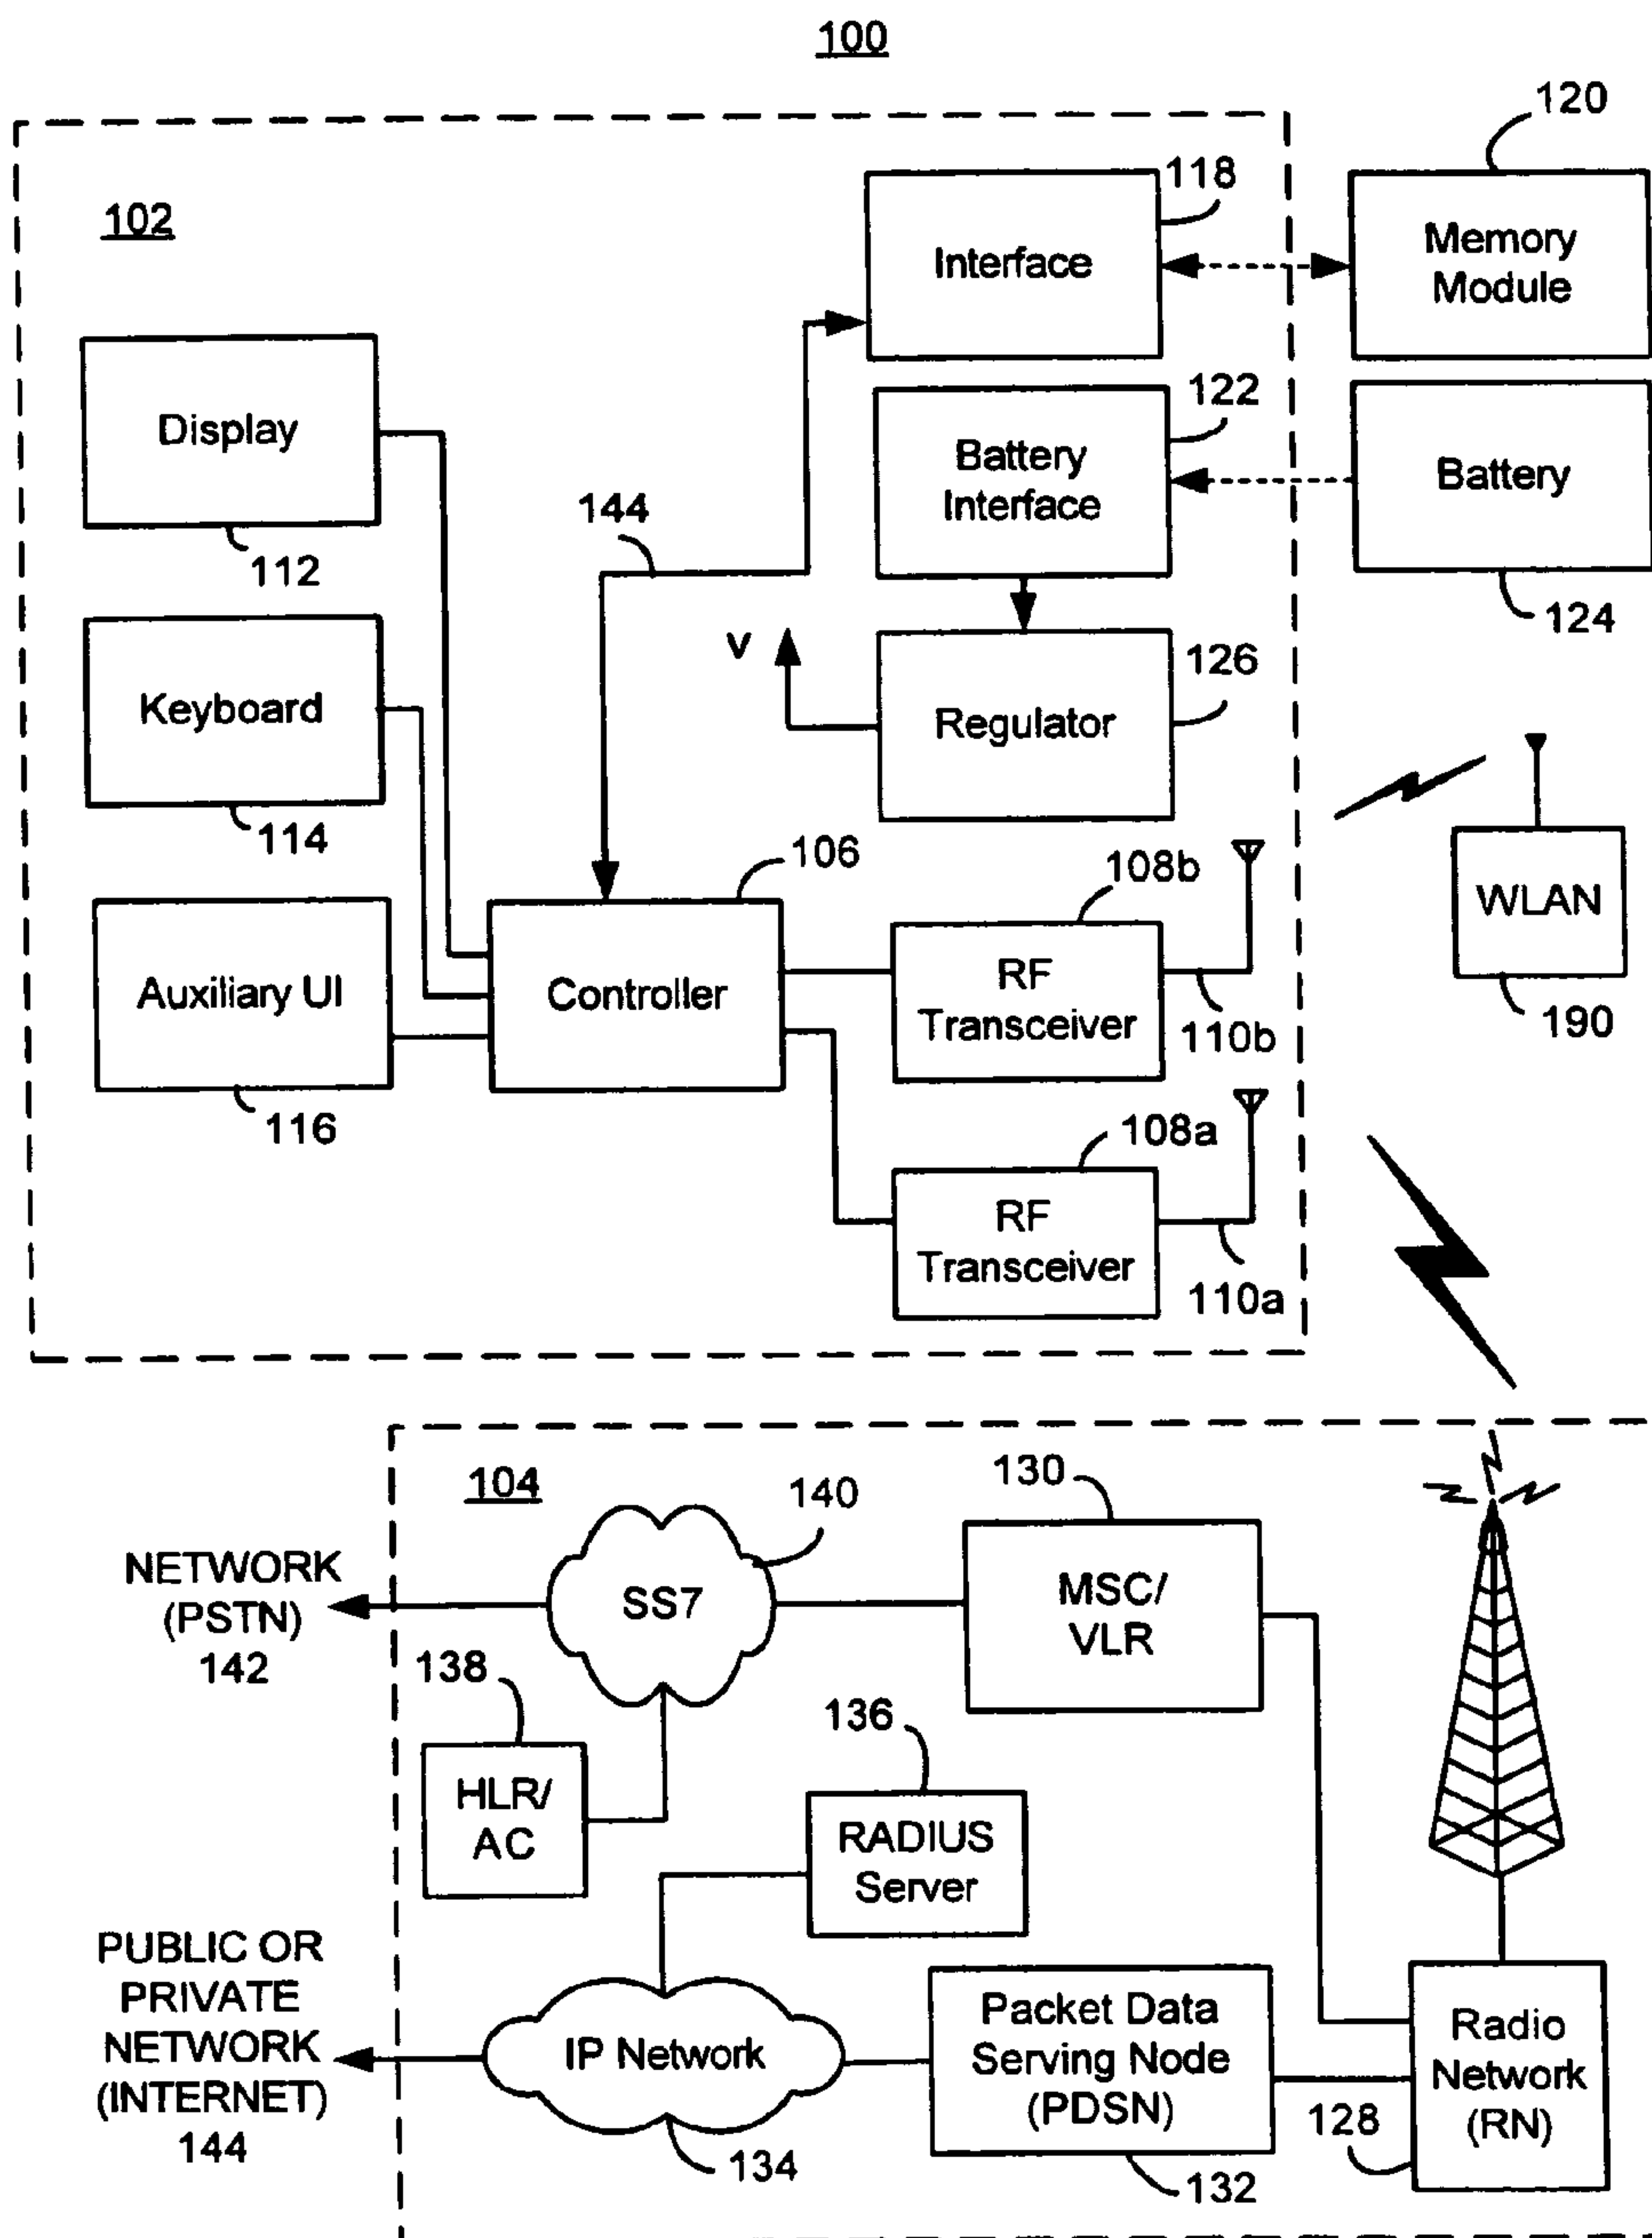 100
120
118
102
Interface
Memory
Module
122
Display
Battery
Interface
Battery
144
112
124
V
126
Keyboard
Regulator
114
106
108b
WLAN
Auxiliary UI
Controller
RF
Transceiver
110b
190
116
108a
RF
Transceiver
110a
104
140
130
NETWORK
(PSTN)
142
SS7
MSC/
VLR
138
136
HLR/
AC
RADIUS
Server
PUBLIC OR
PRIVATE
NETWORK
(INTERNET)
144
IP Network
Packet Data
Serving Node
(PDSN)
Radio
Network
(RN)
128
134
132